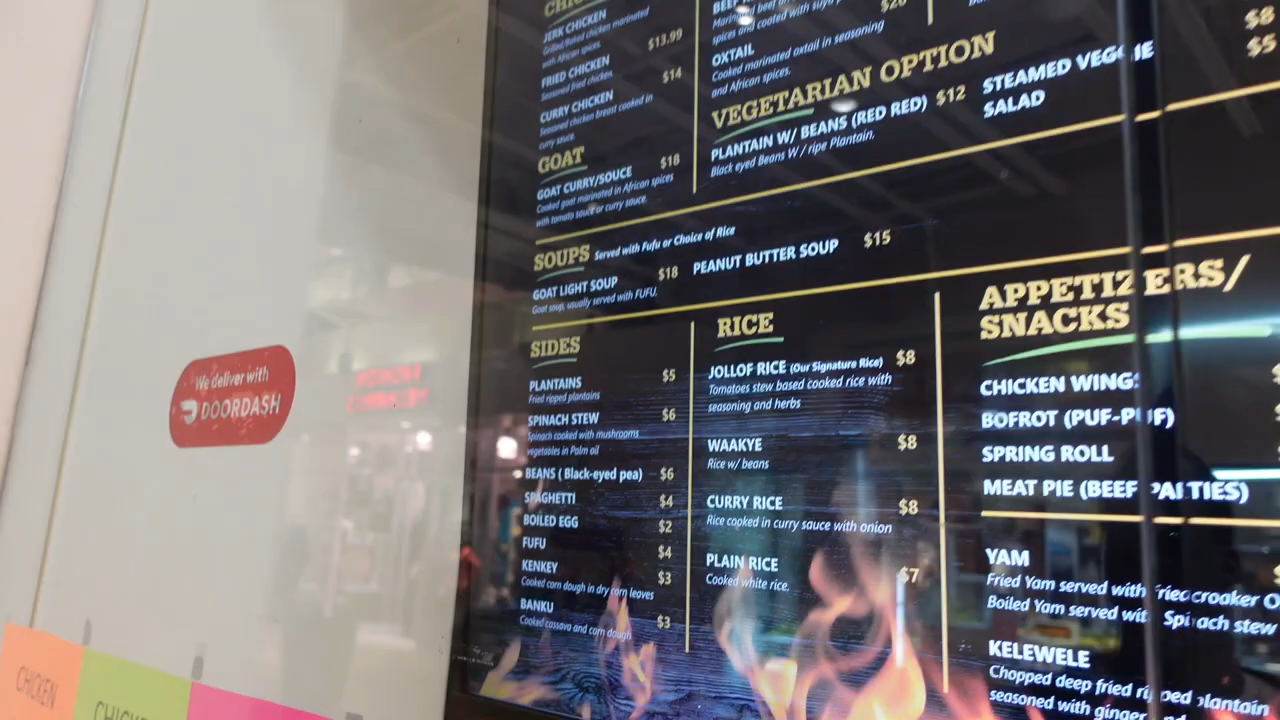 JERK CHICKEN
Grilled/Baked chicken marinated
with African spices.
$13.99
FRIED CHICKEN
Seasoned fried chicken.
$14
CURRY CHICKEN
Seasoned chicken breast cooked in
curry sauce.
GOAT
GOAT CURRY/SOUCE
$18
Cooked goat marinated in African spices
with tomato sauce or curry sauce.
spices and coated with suya
$20
OXTAIL
Cooked marinated oxtail in seasoning
and African spices.
VEGETARIAN OPTION
PLANTAIN W/ BEANS (RED RED) $12
Black eyed Beans W / ripe Plantain.
STEAMED VEGGIE
SALAD
$8
$5
SOUPS Served with Fufu or Choice of Rice
GOAT LIGHT SOUP $18
Goat soup, usually served with FUFU.
PEANUT BUTTER SOUP $15
SIDES
PLANTAINS $5
Fried ripped plantains
SPINACH STEW $6
Spinach cooked with mushrooms
vegetables in Palm oil
BEANS ( Black-eyed pea) $6
SPAGHETTI $4
BOILED EGG $2
FUFU $4
KENKEY $3
Cooked corn dough in dry corn leaves
BANKU $3
Cooked cassava and corn dough
RICE
JOLLOF RICE (Our Signature Rice) $8
Tomatoes stew based cooked rice with
seasoning and herbs
WAAKYE $8
Rice w/ beans
CURRY RICE $8
Rice cooked in curry sauce with onion
PLAIN RICE $7
Cooked white rice.
APPETIZERS/
SNACKS
CHICKEN WINGS
BOFROT (PUF-PUF)
SPRING ROLL
MEAT PIE (BEEF PATTIES)
YAM
Fried Yam served with fried croaker
Boiled Yam served with Spinach stew
KELEWELE
Chopped deep fried ripped plantain
seasoned with ginger
We deliver with
DOORDASH
CHICKEN